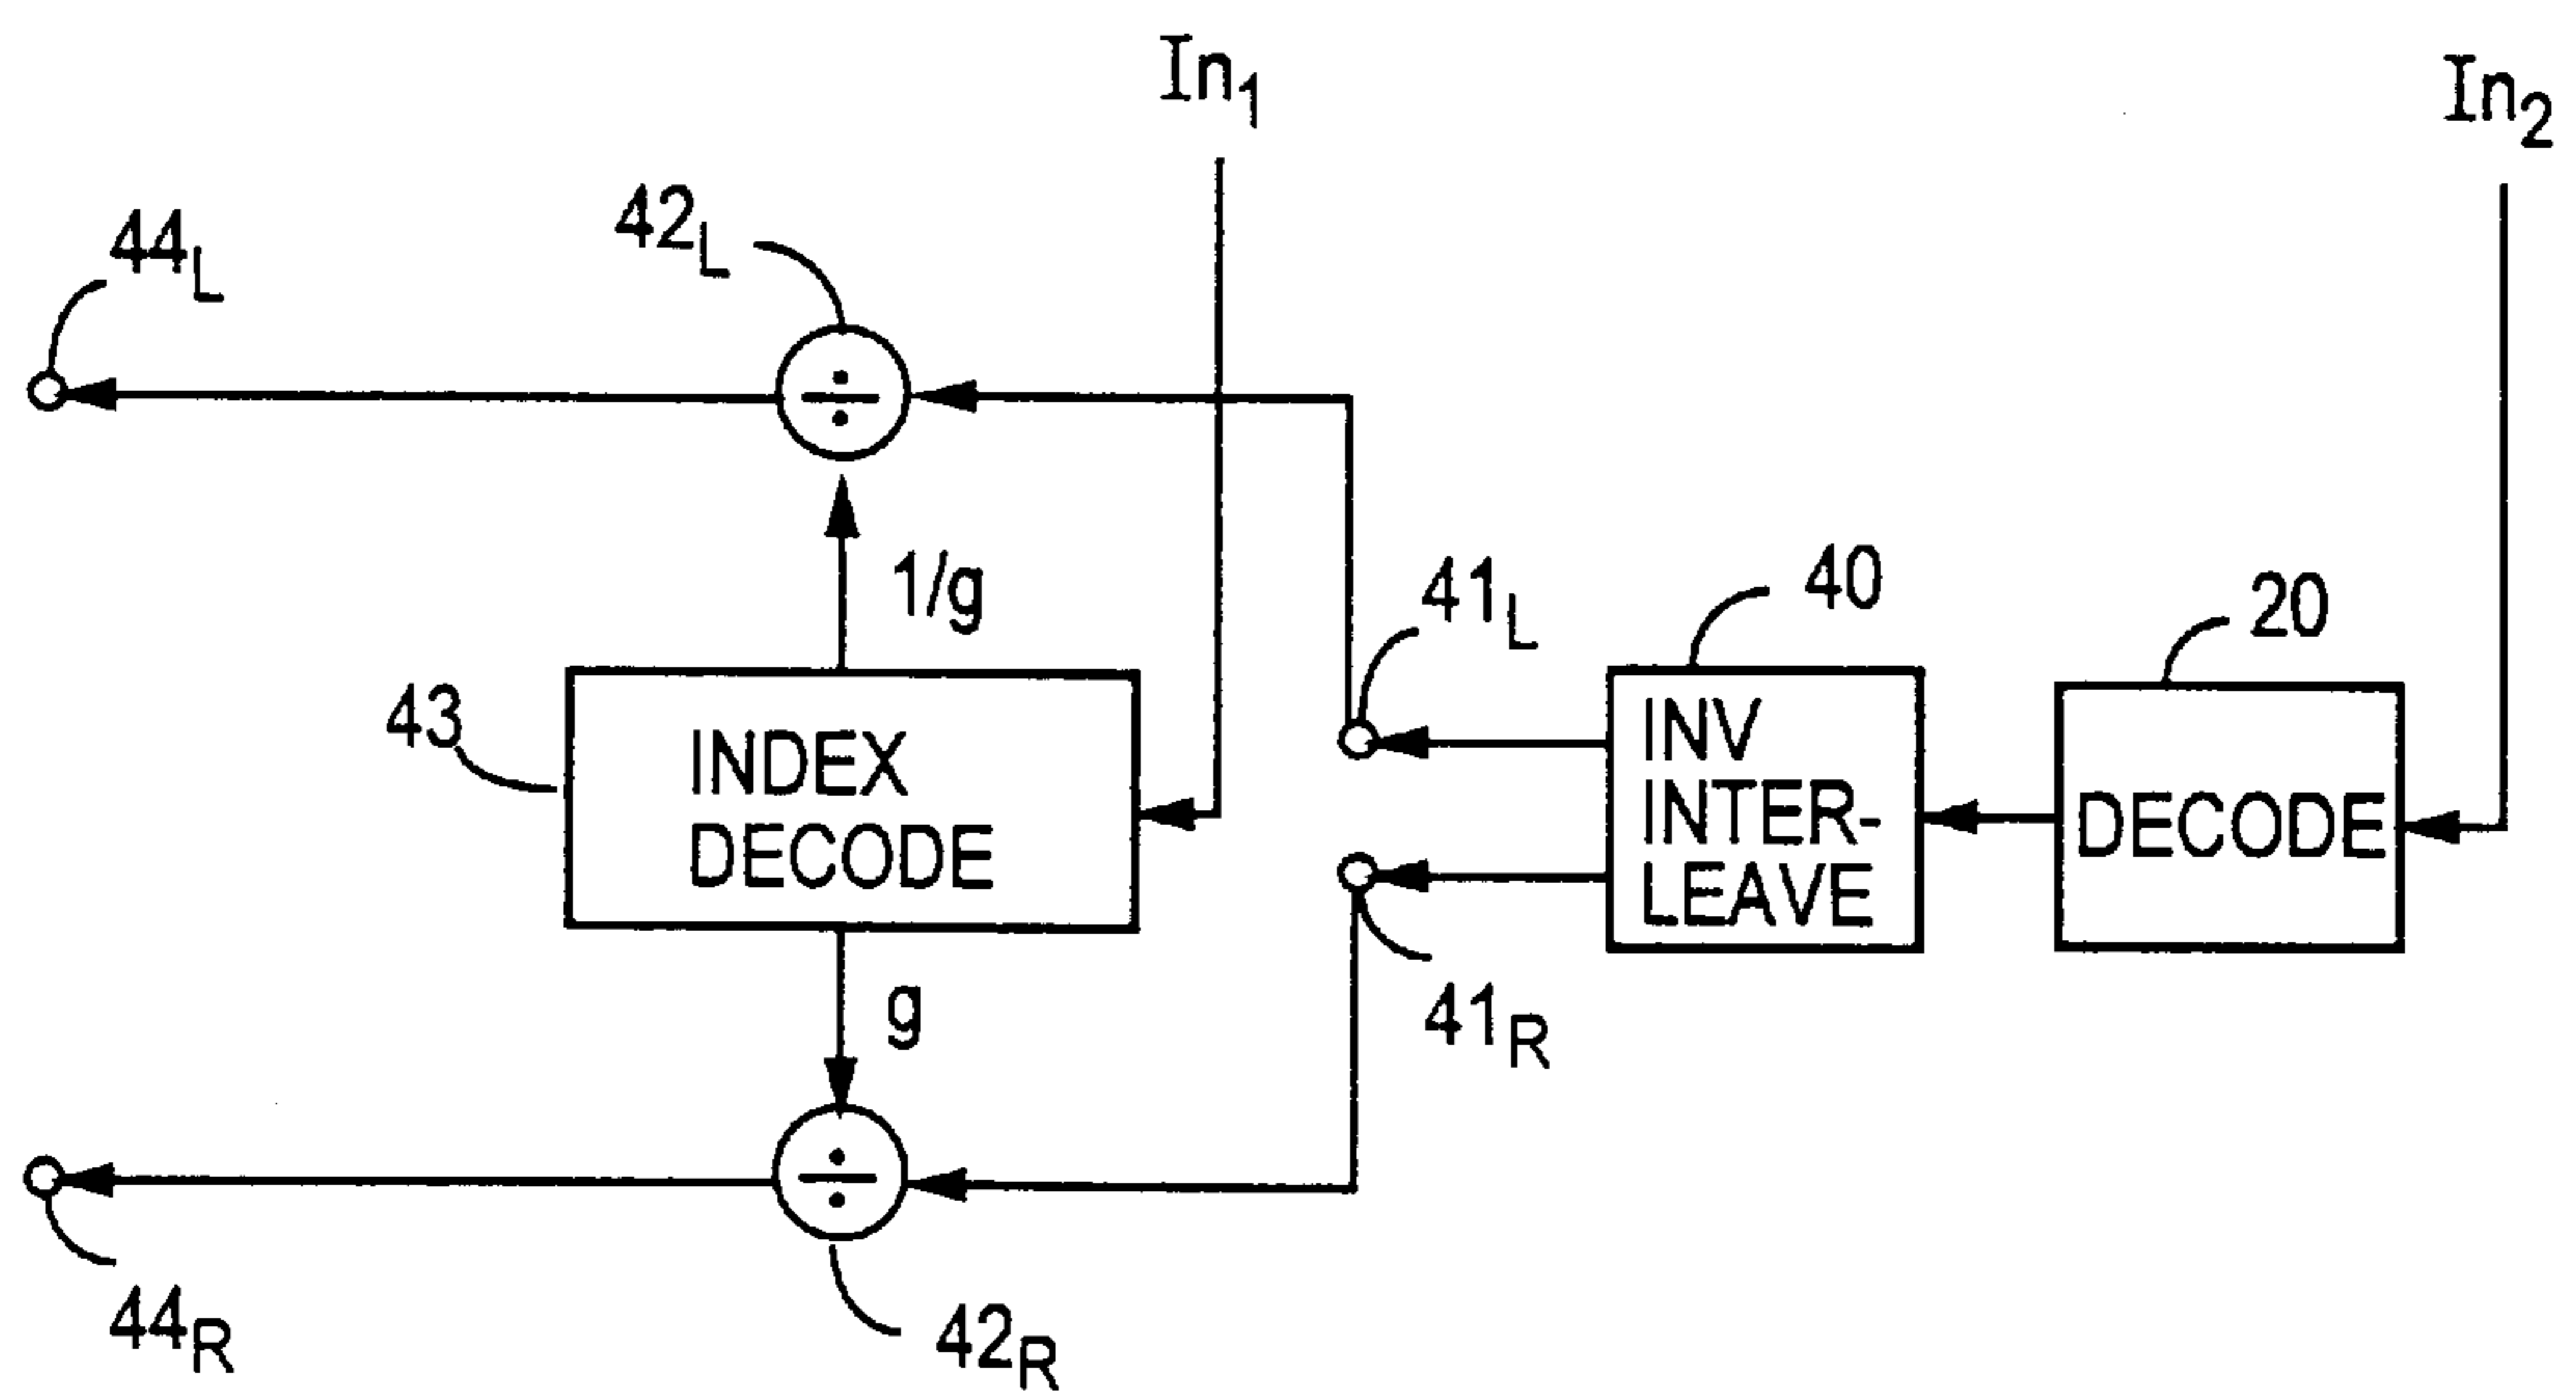 In₁
In₂
42L
44L
1/g
41L
40
20
43
INDEX
DECODE
INV
INTER-
LEAVE
DECODE
g
41R
44R
42R